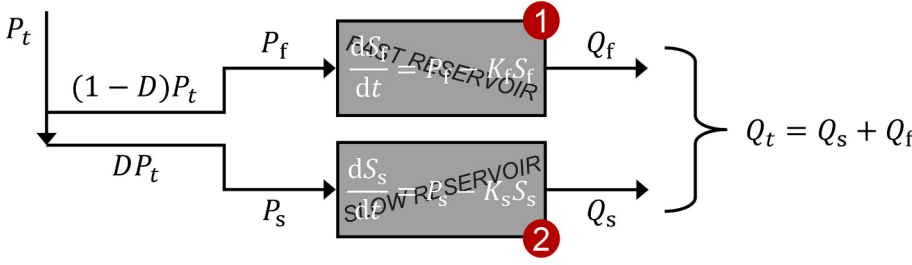 P_t
(1 − D)P_t
DP_t
P_f
P_s
1
FAST RESERVOIR
dS_f/dt = P_f − K_f S_f
SLOW RESERVOIR
dS_s/dt = P_s − K_s S_s
2
Q_f
Q_s
Q_t = Q_s + Q_f